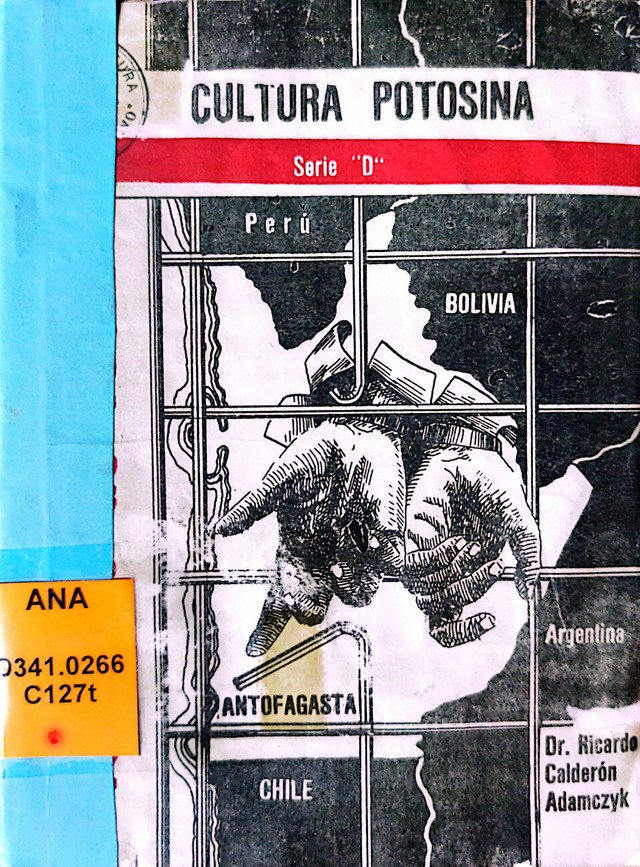 CULTURA POTOSINA
Serie "D"
Perú
BOLIVIA
ANA
341.0266
C127t
Argentina
ANTOFAGASTA
Dr. Ricardo
Calderón
Adamczyk
CHILE